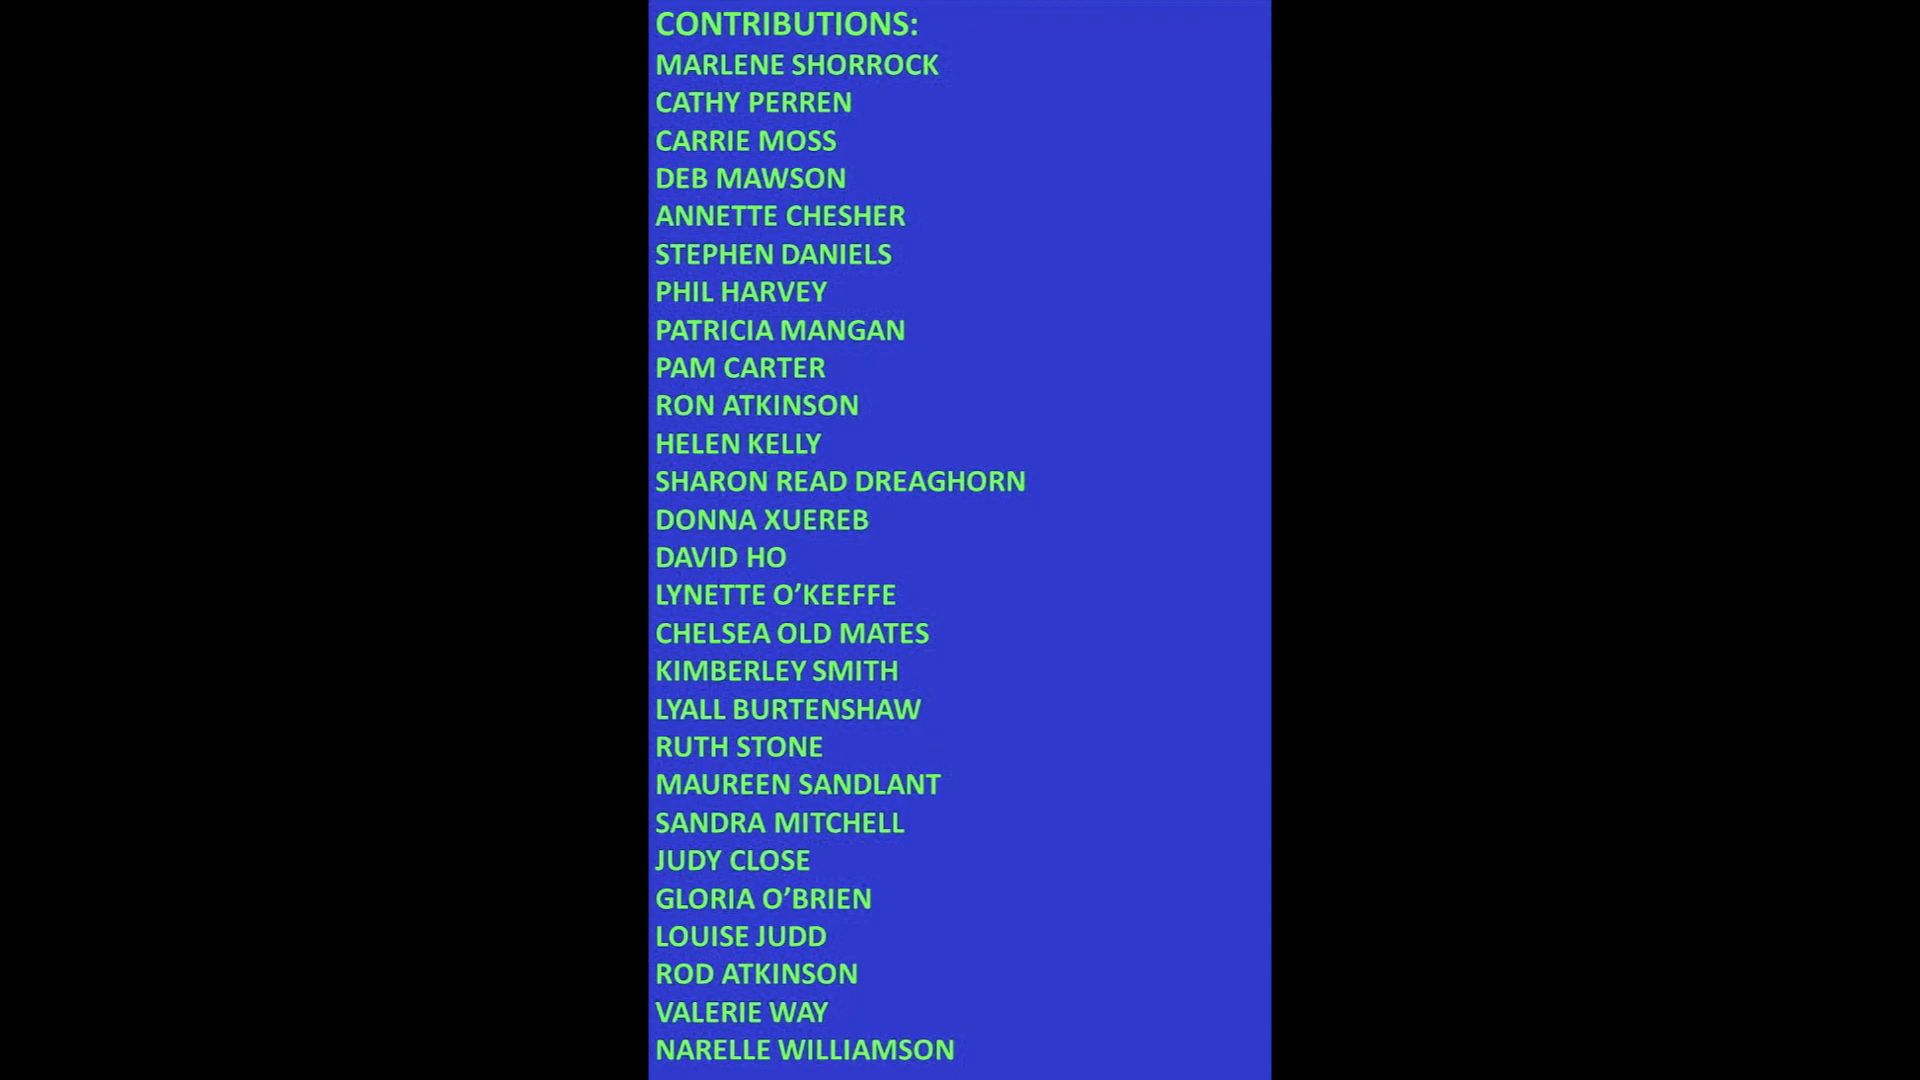 CONTRIBUTIONS:
MARLENE SHORROCK
CATHY PERREN
CARRIE MOSS
DEB MAWSON
ANNETTE CHESHER
STEPHEN DANIELS
PHIL HARVEY
PATRICIA MANGAN
PAM CARTER
RON ATKINSON
HELEN KELLY
SHARON READ DREAGHORN
DONNA XUEREB
DAVID HO
LYNETTE O’KEEFFE
CHELSEA OLD MATES
KIMBERLEY SMITH
LYALL BURTENSHAW
RUTH STONE
MAUREEN SANDLANT
SANDRA MITCHELL
JUDY CLOSE
GLORIA O’BRIEN
LOUISE JUDD
ROD ATKINSON
VALERIE WAY
NARELLE WILLIAMSON